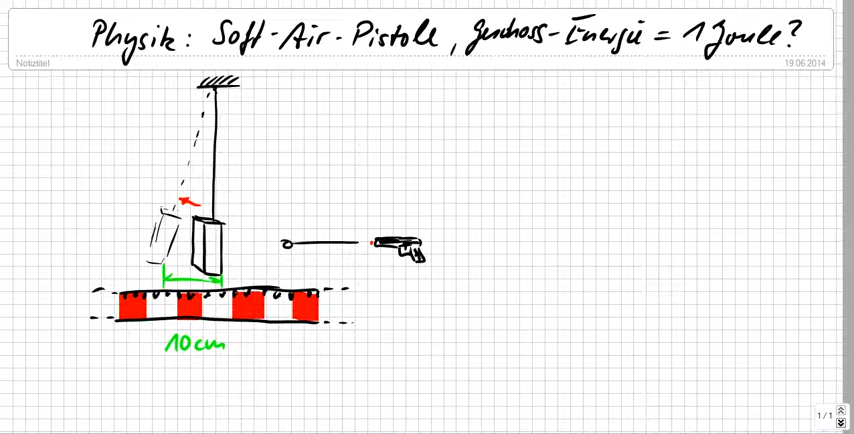 Physik: Soft-Air-Pistole, Geschoss-Energie = 1 Joule?
Notiztitel
19.06.2014
10 cm
1/1